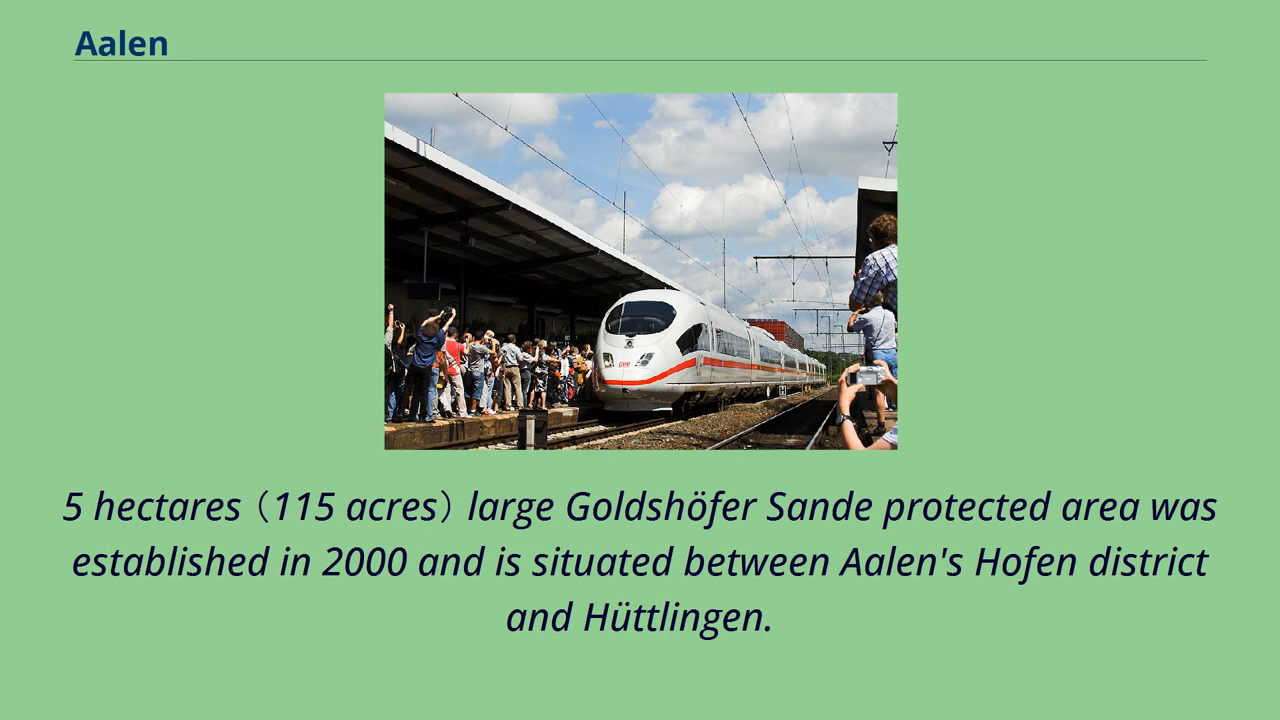 Aalen
5 hectares（115 acres）large Goldshöfer Sande protected area was
established in 2000 and is situated between Aalen's Hofen district
and Hüttlingen.